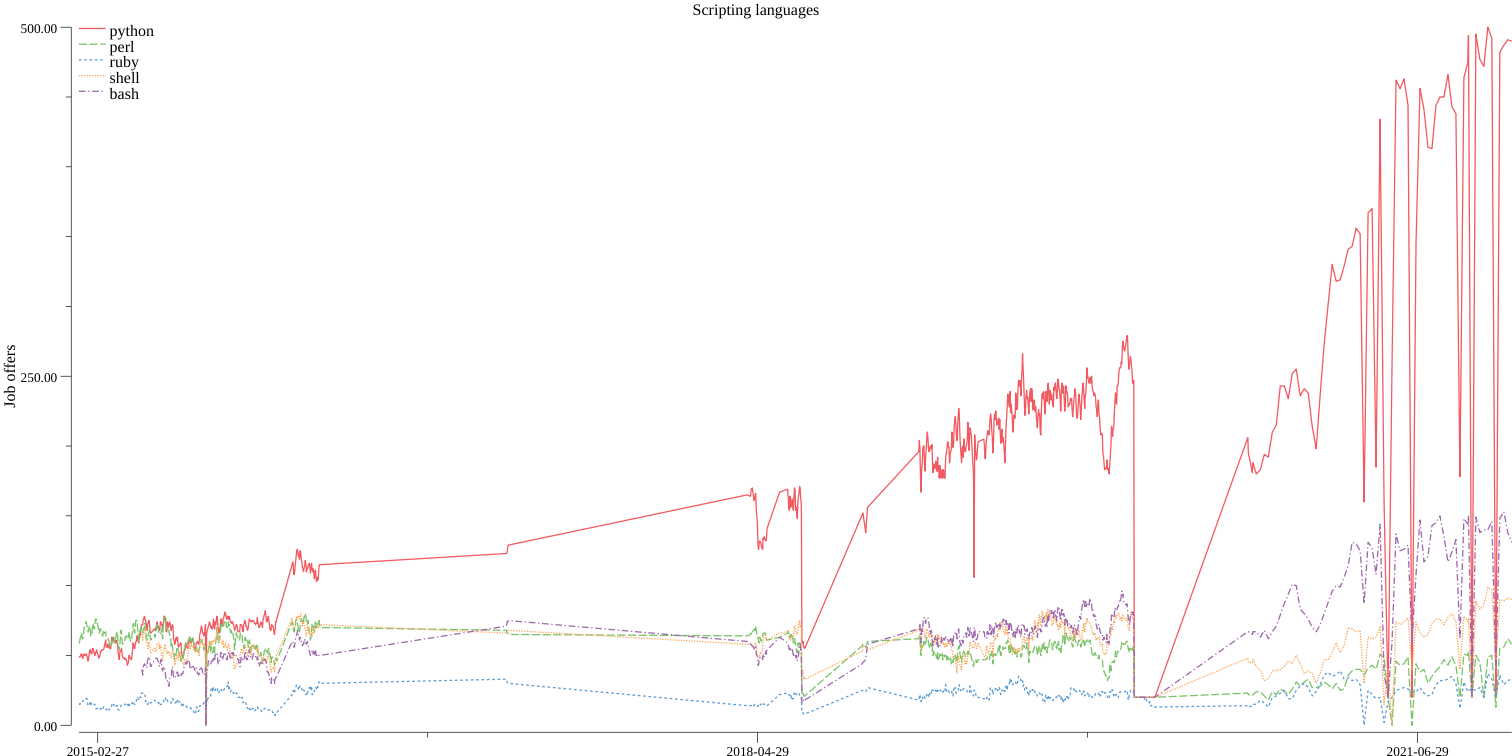 Scripting languages
500.00
python
perl
ruby
shell
bash
Job offers
250.00
0.00
2015-02-27
2018-04-29
2021-06-29